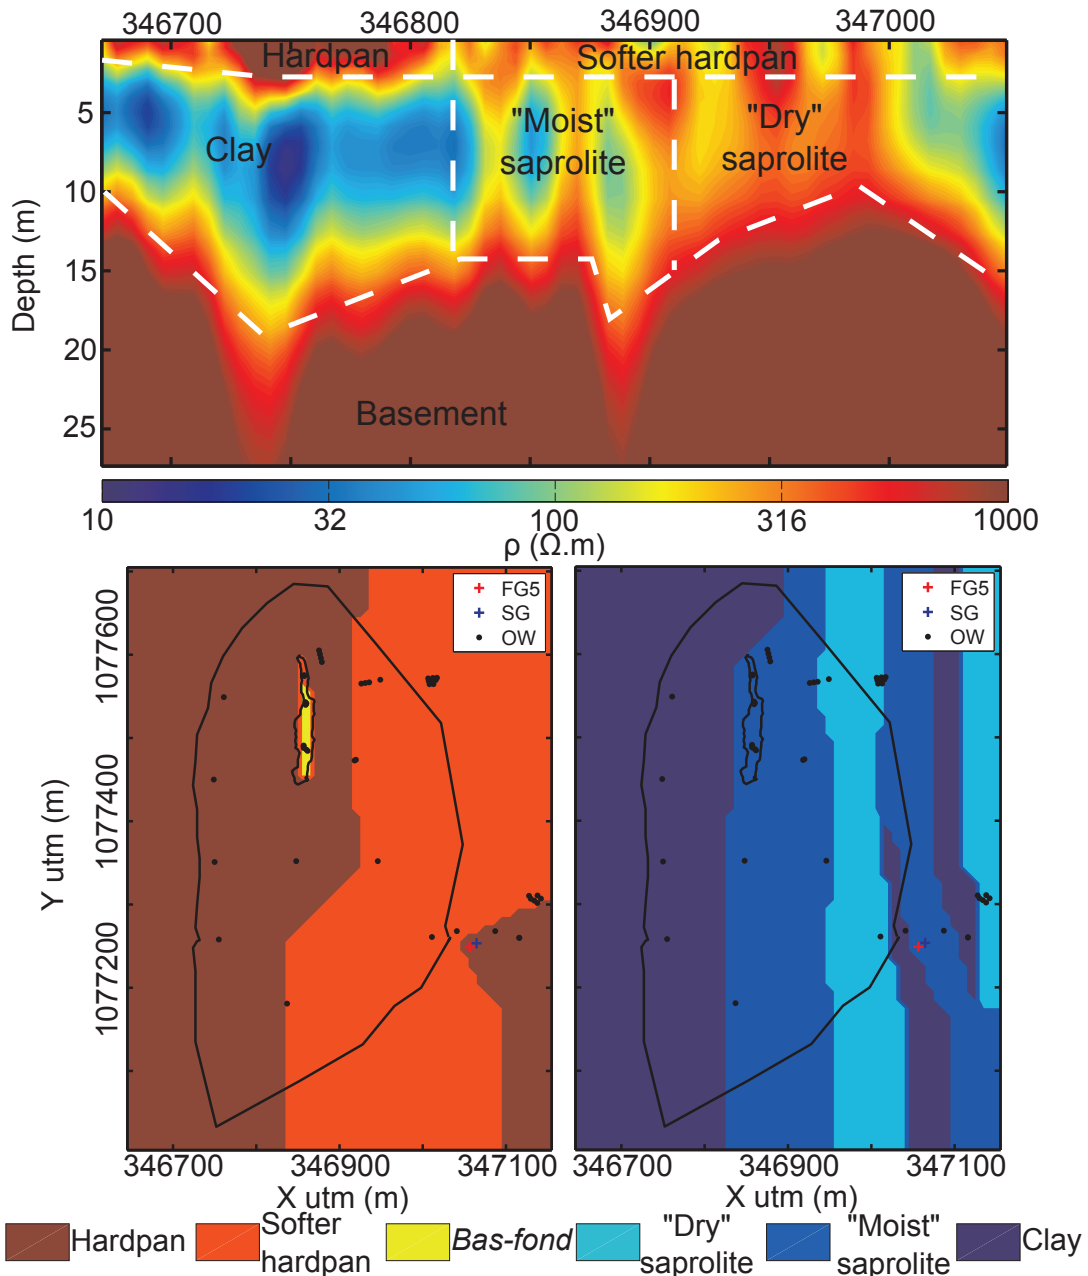 346700 346800 346900 347000
Hardpan
Softer hardpan
Clay
"Moist"
saprolite
"Dry"
saprolite
Basement
Depth (m)
5
10
15
20
25
10 32 100 316 1000
ρ (Ω.m)
FG5
SG
OW
FG5
SG
OW
Y utm (m)
1077600
1077400
1077200
346700 346900 347100
X utm (m)
346700 346900 347100
X utm (m)
Hardpan
Softer
hardpan
Bas-fond
"Dry"
saprolite
"Moist"
saprolite
Clay